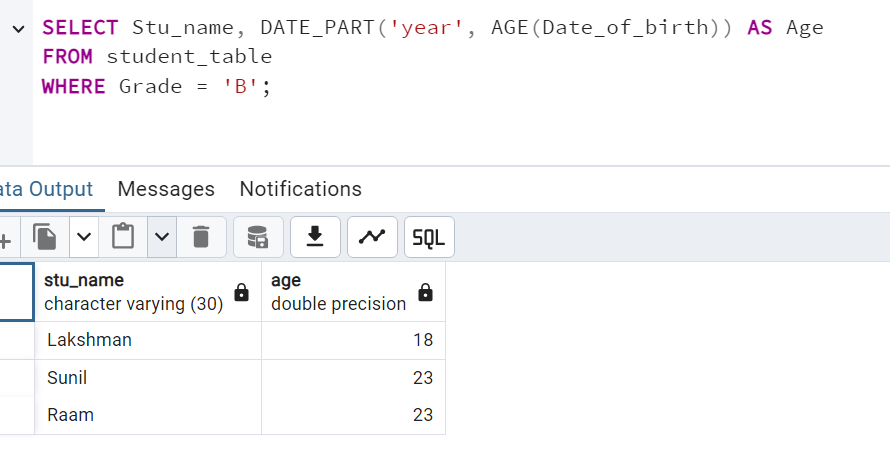 SELECT Stu_name, DATE_PART('year', AGE(Date_of_birth)) AS Age
FROM student_table
WHERE Grade = 'B';
ata Output Messages Notifications
SQL
stu_name age
character varying (30) double precision
Lakshman 18
Sunil 23
Raam 23